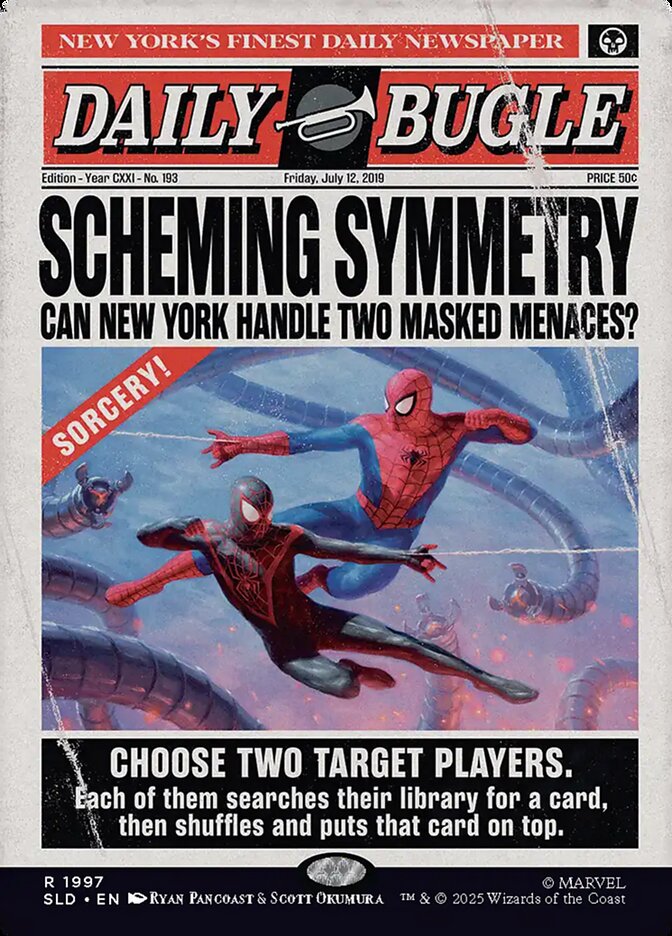 NEW YORK'S FINEST DAILY NEWSPAPER
DAILY BUGLE
Edition - Year CXXI - No. 193 Friday, July 12, 2019 PRICE 50¢
SCHEMING SYMMETRY
CAN NEW YORK HANDLE TWO MASKED MENACES?
SORCERY!
CHOOSE TWO TARGET PLAYERS.
Each of them searches their library for a card,
then shuffles and puts that card on top.
R 1997 © MARVEL
SLD • EN RYAN PANCOAST & SCOTT OKUMURA ™ & © 2025 Wizards of the Coast